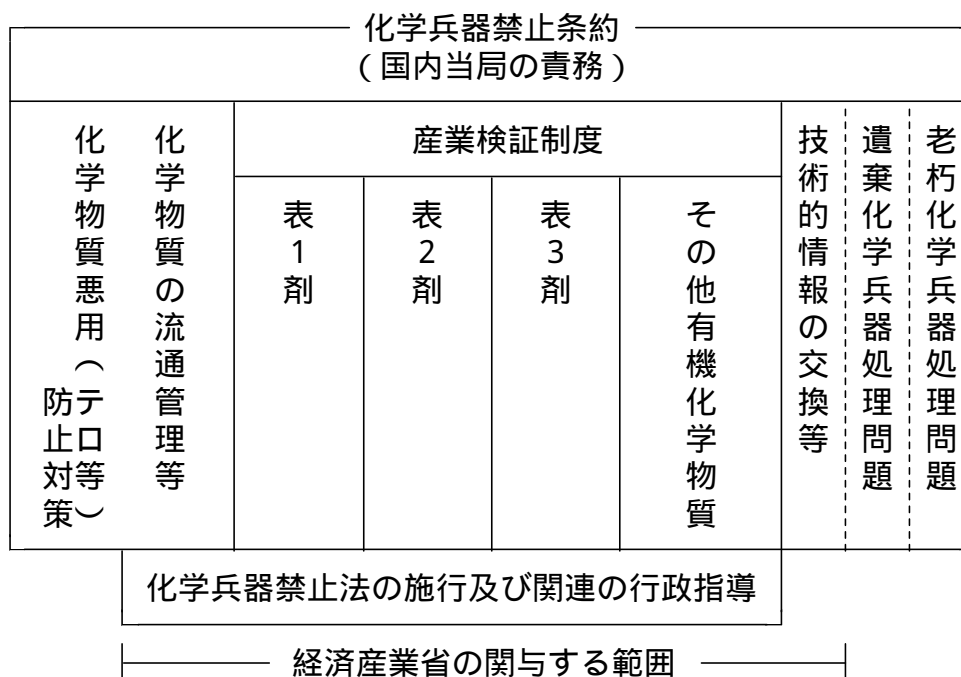 化学兵器禁止条約
(国内当局の責務)
化学物質悪用(テロ等)
防止対策
化学物質の流通管理等
産業検証制度
表1剤
表2剤
表3剤
その他有機化学物質
技術的情報の交換等
遺棄化学兵器処理問題
老朽化学兵器処理問題
化学兵器禁止法の施行及び関連の行政指導
経済産業省の関与する範囲